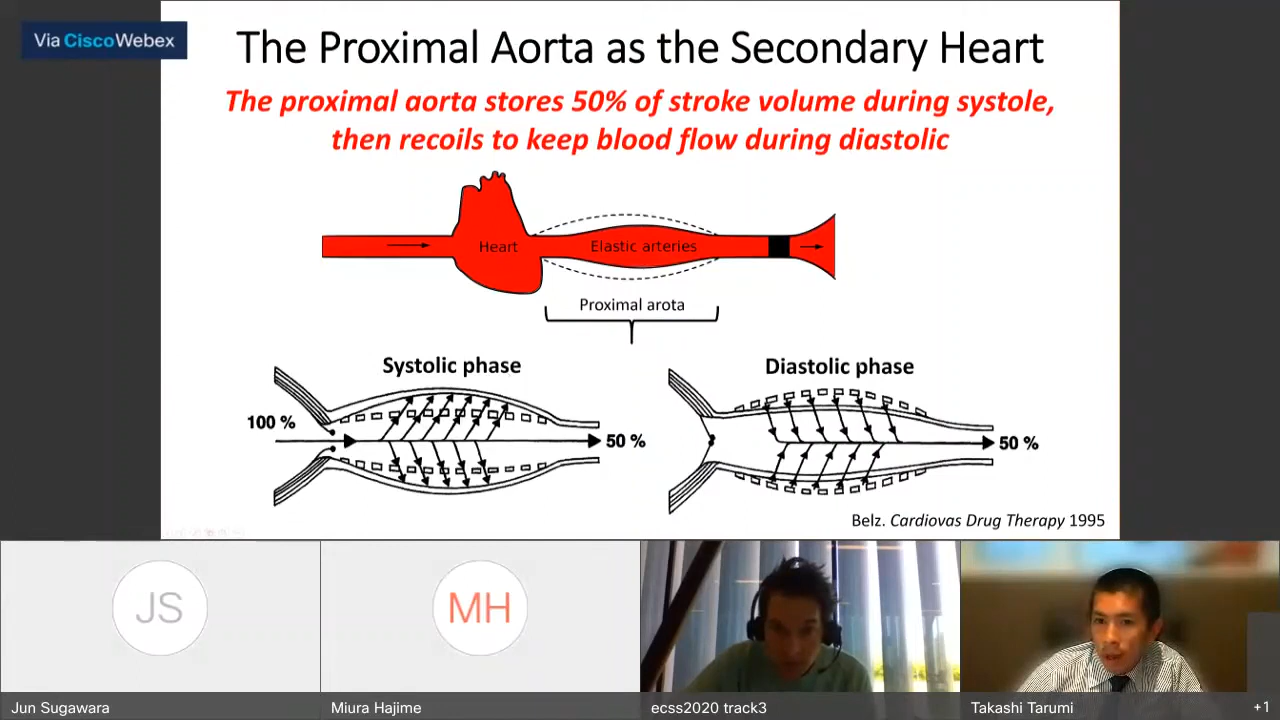 Via Cisco Webex
The Proximal Aorta as the Secondary Heart
The proximal aorta stores 50% of stroke volume during systole,
then recoils to keep blood flow during diastolic
Heart
Elastic arteries
Proximal arota
Systolic phase
Diastolic phase
100 %
50 %
50 %
Belz. Cardiovas Drug Therapy 1995
JS
MH
Jun Sugawara
Miura Hajime
ecss2020 track3
Takashi Tarumi
+1